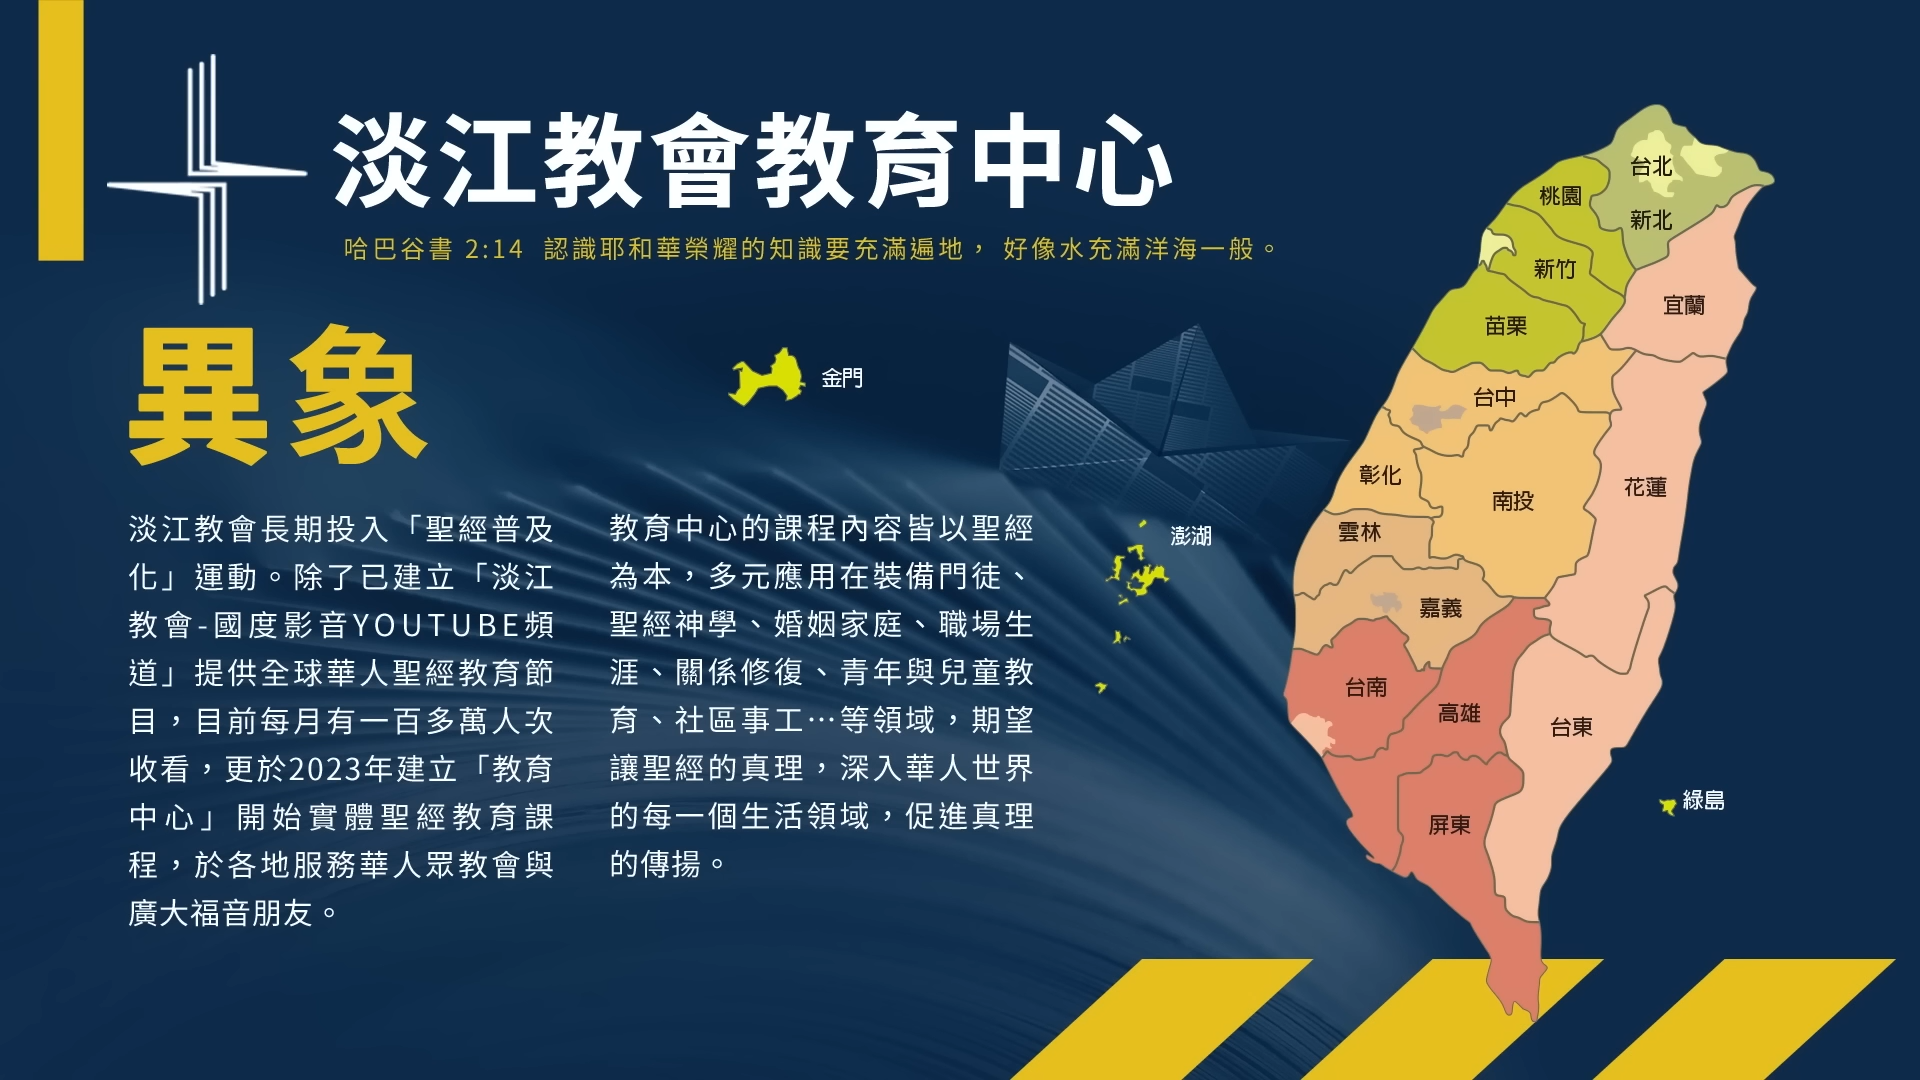 淡江教會教育中心
哈巴谷書 2:14 認識耶和華榮耀的知識要充滿遍地， 好像水充滿洋海一般。
異象
淡江教會長期投入「聖經普及
化」運動。除了已建立「淡江
教會-國度影音YOUTUBE頻
道」提供全球華人聖經教育節
目，目前每月有一百多萬人次
收看，更於2023年建立「教育
中心」開始實體聖經教育課
程，於各地服務華人眾教會與
廣大福音朋友。
教育中心的課程內容皆以聖經
為本，多元應用在裝備門徒、
聖經神學、婚姻家庭、職場生
涯、關係修復、青年與兒童教
育、社區事工…等領域，期望
讓聖經的真理，深入華人世界
的每一個生活領域，促進真理
的傳揚。
金門
澎湖
台北
桃園
新北
新竹
宜蘭
苗栗
台中
彰化
花蓮
南投
雲林
嘉義
台南
高雄
台東
綠島
屏東